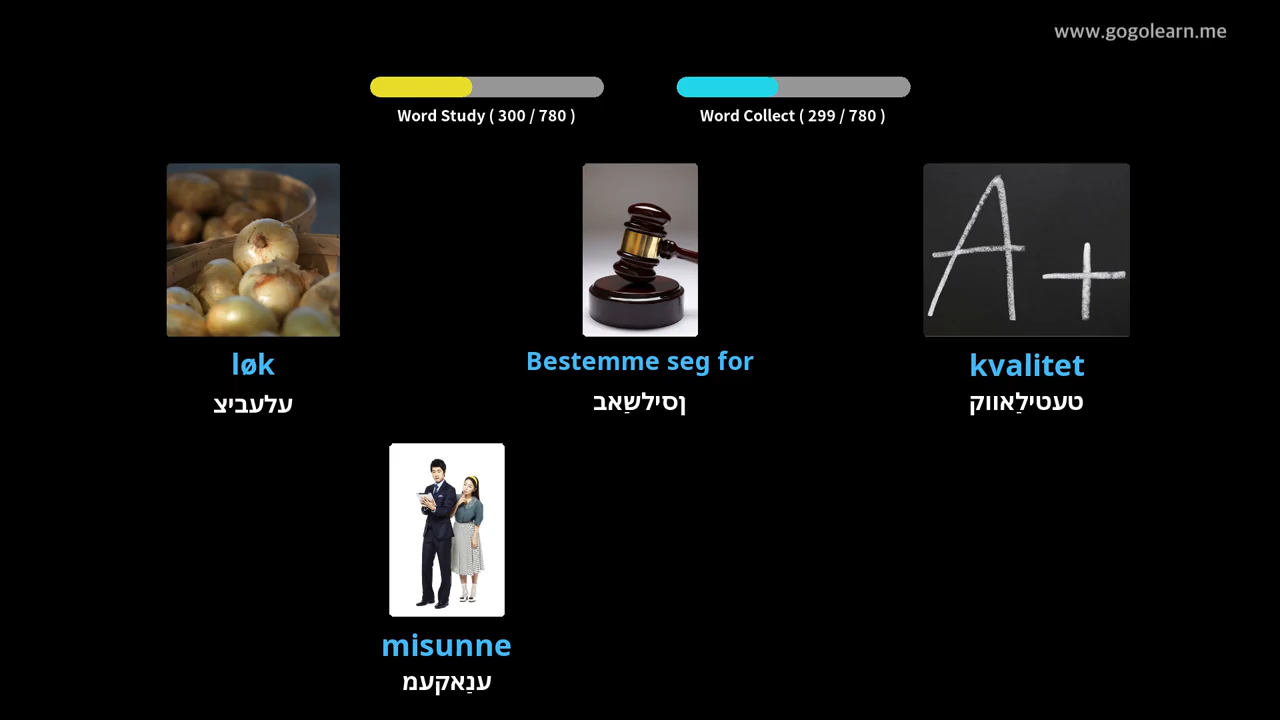 www.gogolearn.me
Word Study ( 300 / 780 )
Word Collect ( 299 / 780 )
løk
עלעביצ
Bestemme seg for
ןסילשַאב
kvalitet
טעטילַאווק
misunne
ענַאקעמ